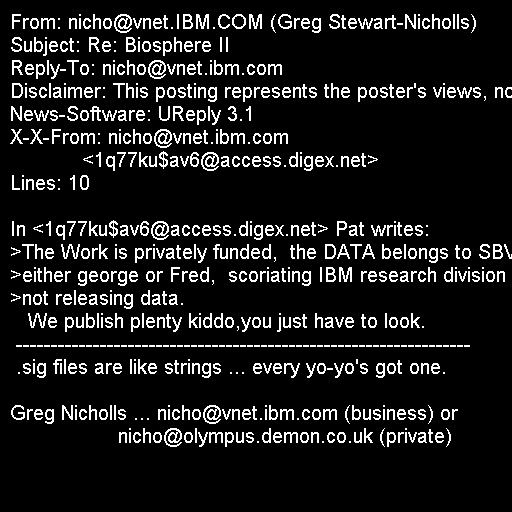 From: nicho@vnet.IBM.COM (Greg Stewart-Nicholls)
Subject: Re: Biosphere II
Reply-To: nicho@vnet.ibm.com
Disclaimer: This posting represents the poster's views, no
News-Software: UReply 3.1
X-X-From: nicho@vnet.ibm.com
<1q77ku$av6@access.digex.net>
Lines: 10

In <1q77ku$av6@access.digex.net> Pat writes:
>The Work is privately funded,  the DATA belongs to SBV
>either george or Fred,  scoriating IBM research division
>not releasing data.
We publish plenty kiddo,you just have to look.
-----------------------------------------------------------------
.sig files are like strings ... every yo-yo's got one.

Greg Nicholls ... nicho@vnet.ibm.com (business) or
nicho@olympus.demon.co.uk (private)